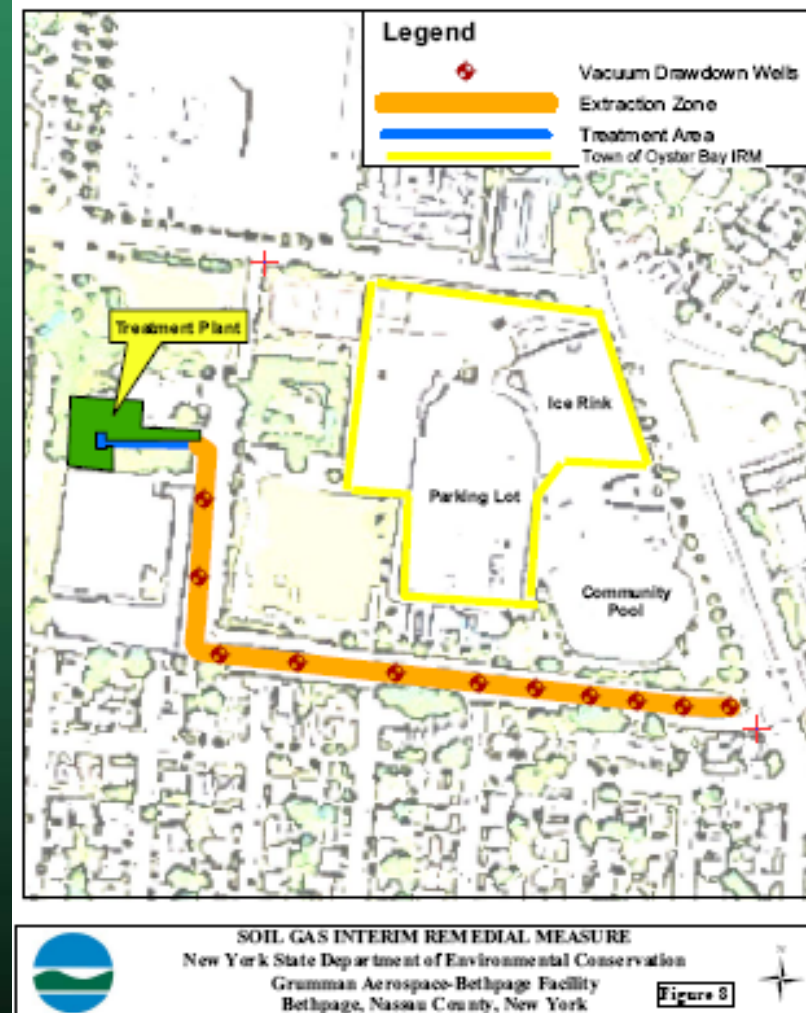 Legend
Vacuum Drawdown Wells
Extraction Zone
Treatment Area
Town of Oyster Bay IRM
Treatment Plant
Ice Rink
Parking Lot
Community
Pool
SOIL GAS INTERIM REMEDIAL MEASURE
New York State Department of Environmental Conservation
Grumman Aerospace-Bethpage Facility
Bethpage, Nassau County, New York
Figure 8
N